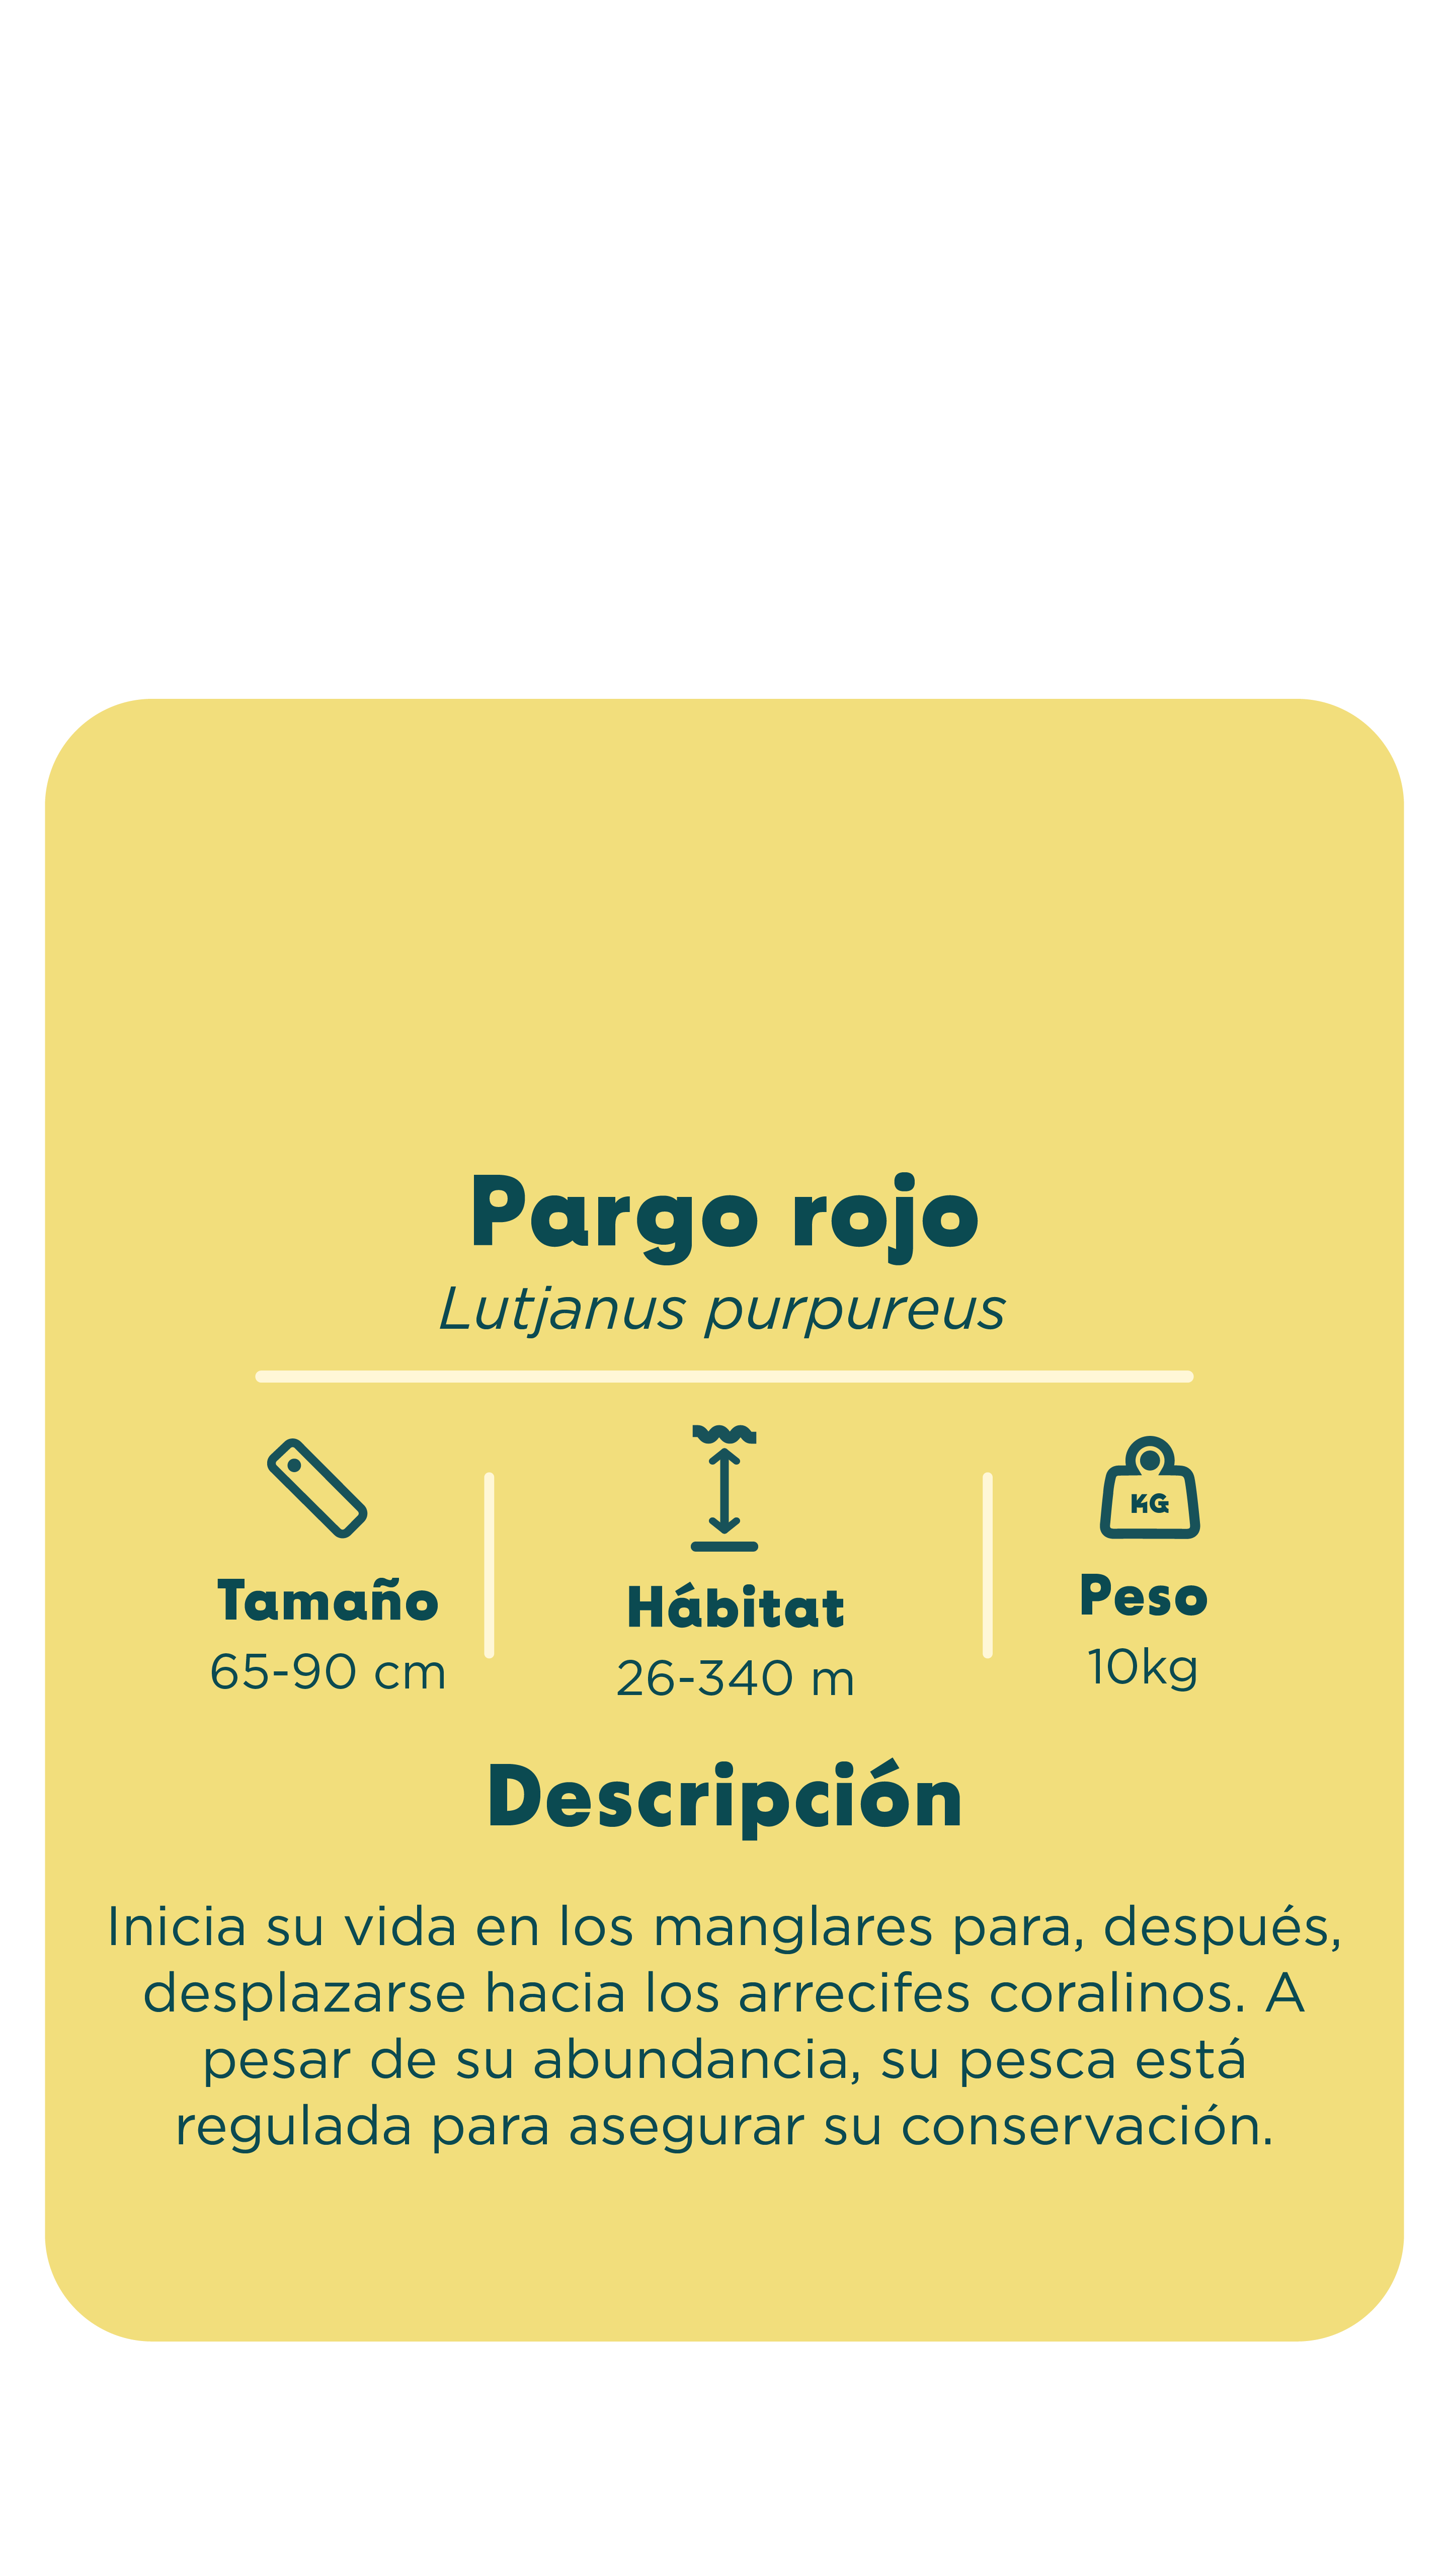 Pargo rojo
Lutjanus purpureus
KG
Tamaño
65-90 cm
Hábitat
26-340 m
Peso
10kg
Descripción
Inicia su vida en los manglares para, después,
desplazarse hacia los arrecifes coralinos. A
pesar de su abundancia, su pesca está
regulada para asegurar su conservación.